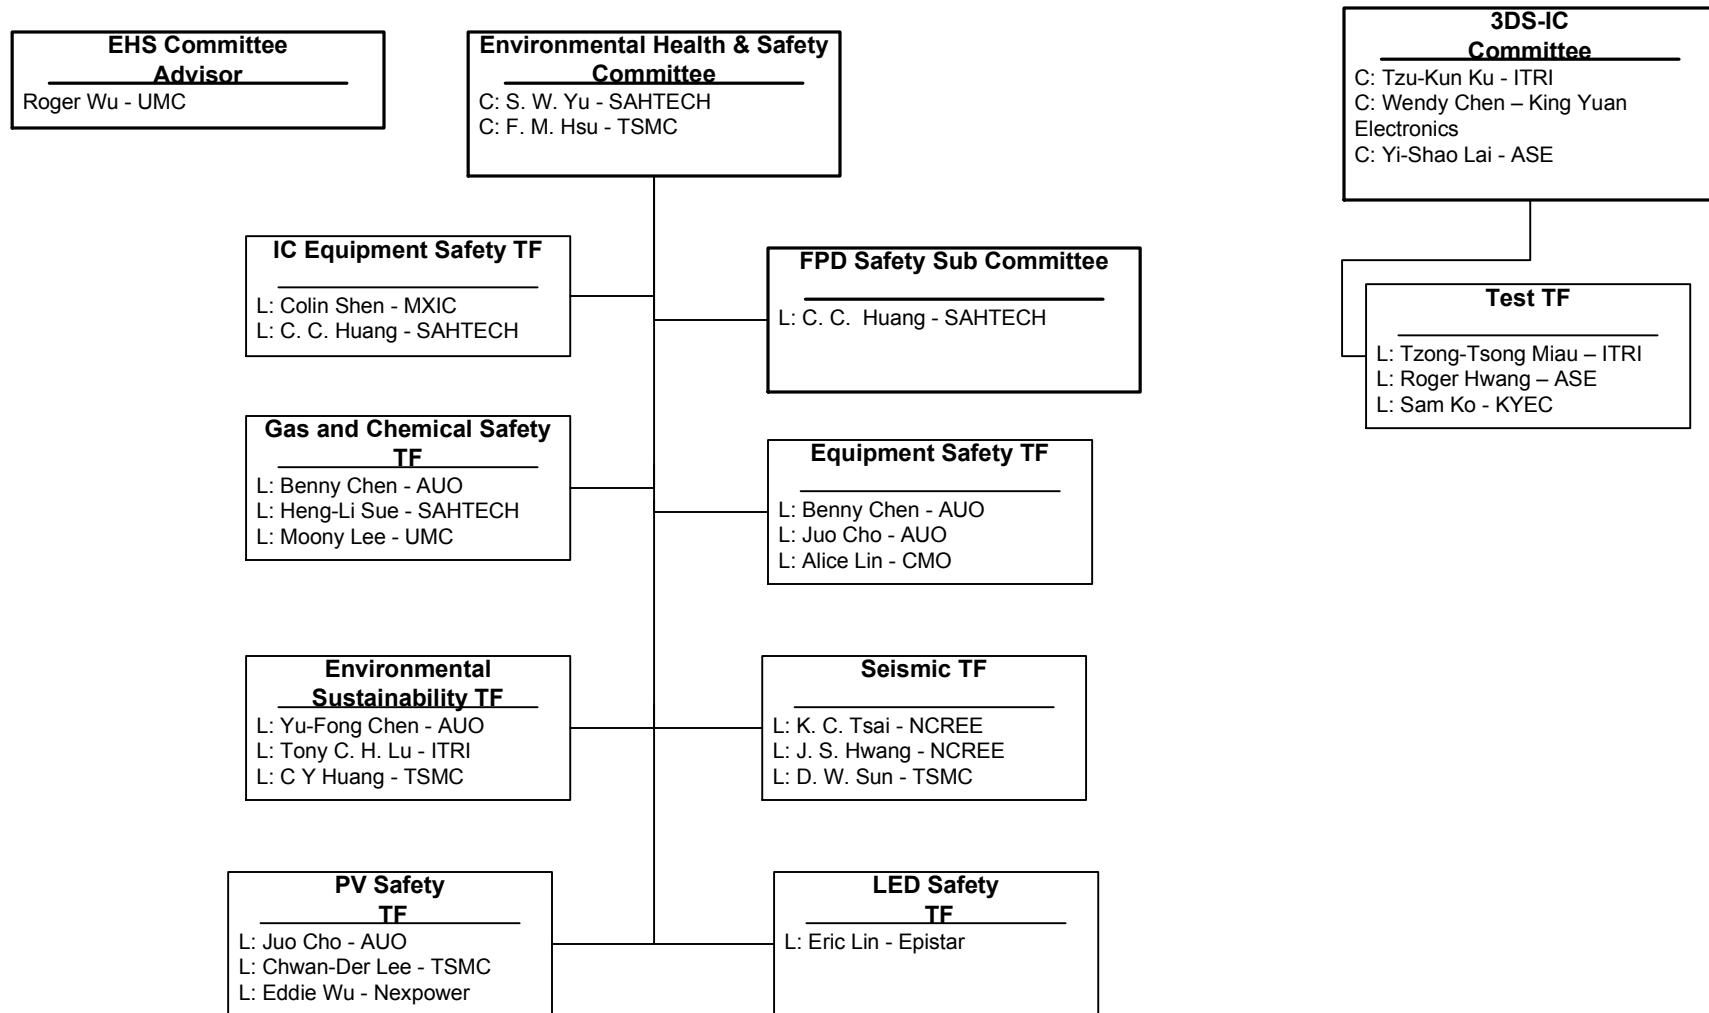 EHS Committee
Advisor
Roger Wu - UMC
Environmental Health & Safety
Committee
C: S. W. Yu - SAHTECH
C: F. M. Hsu - TSMC
3DS-IC
Committee
C: Tzu-Kun Ku - ITRI
C: Wendy Chen – King Yuan
Electronics
C: Yi-Shao Lai - ASE
IC Equipment Safety TF
L: Colin Shen - MXIC
L: C. C. Huang - SAHTECH
FPD Safety Sub Committee
L: C. C.  Huang - SAHTECH
Test TF
L: Tzong-Tsong Miau – ITRI
L: Roger Hwang – ASE
L: Sam Ko - KYEC
Gas and Chemical Safety
TF
L: Benny Chen - AUO
L: Heng-Li Sue - SAHTECH
L: Moony Lee - UMC
Equipment Safety TF
L: Benny Chen - AUO
L: Juo Cho - AUO
L: Alice Lin - CMO
Environmental
Sustainability TF
L: Yu-Fong Chen - AUO
L: Tony C. H. Lu - ITRI
L: C Y Huang - TSMC
Seismic TF
L: K. C. Tsai - NCREE
L: J. S. Hwang - NCREE
L: D. W. Sun - TSMC
PV Safety
TF
L: Juo Cho - AUO
L: Chwan-Der Lee - TSMC
L: Eddie Wu - Nexpower
LED Safety
TF
L: Eric Lin - Epistar